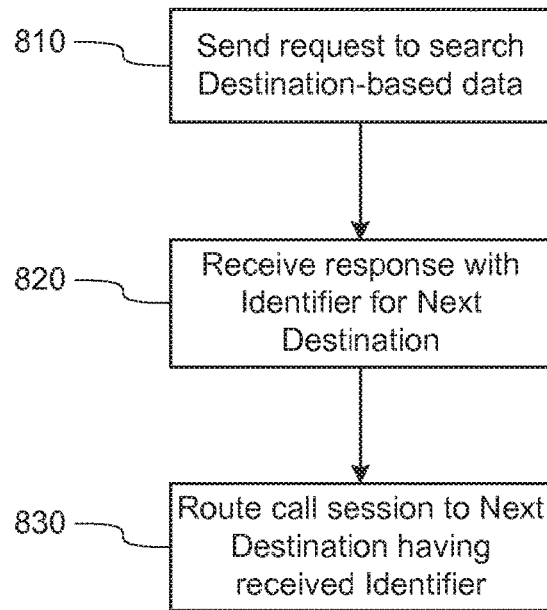 810
Send request to search
Destination-based data
820
Receive response with
Identifier for Next
Destination
830
Route call session to Next
Destination having
received Identifier